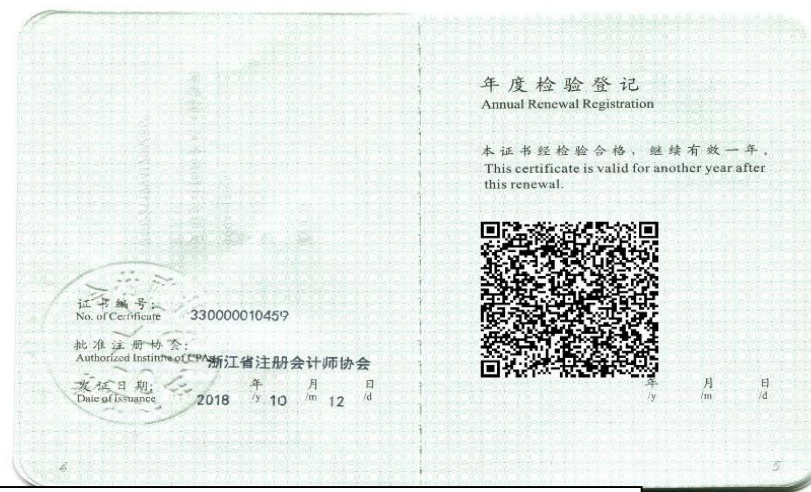 证书编号:
No. of Certificate
330000010459
批准注册协会:
Authorized Institute of CPAs
浙江省注册会计师协会
发证日期:
Date of Issuance
2018 年 10 月 12 日
/y /m /d
4
年度检验登记
Annual Renewal Registration
本证书经检验合格，继续有效一年。
This certificate is valid for another year after
this renewal.
年 月 日
/y /m /d
5